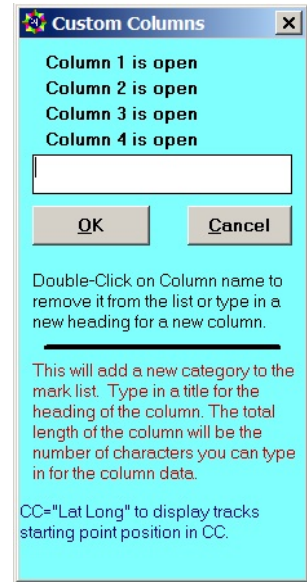 Custom Columns
Column 1 is open
Column 2 is open
Column 3 is open
Column 4 is open
OK Cancel
Double-Click on Column name to
remove it from the list or type in a
new heading for a new column.
This will add a new category to the
mark list. Type in a title for the
heading of the column. The total
length of the column will be the
number of characters you can type
in for the column data.
CC="Lat Long" to display tracks
starting point position in CC.